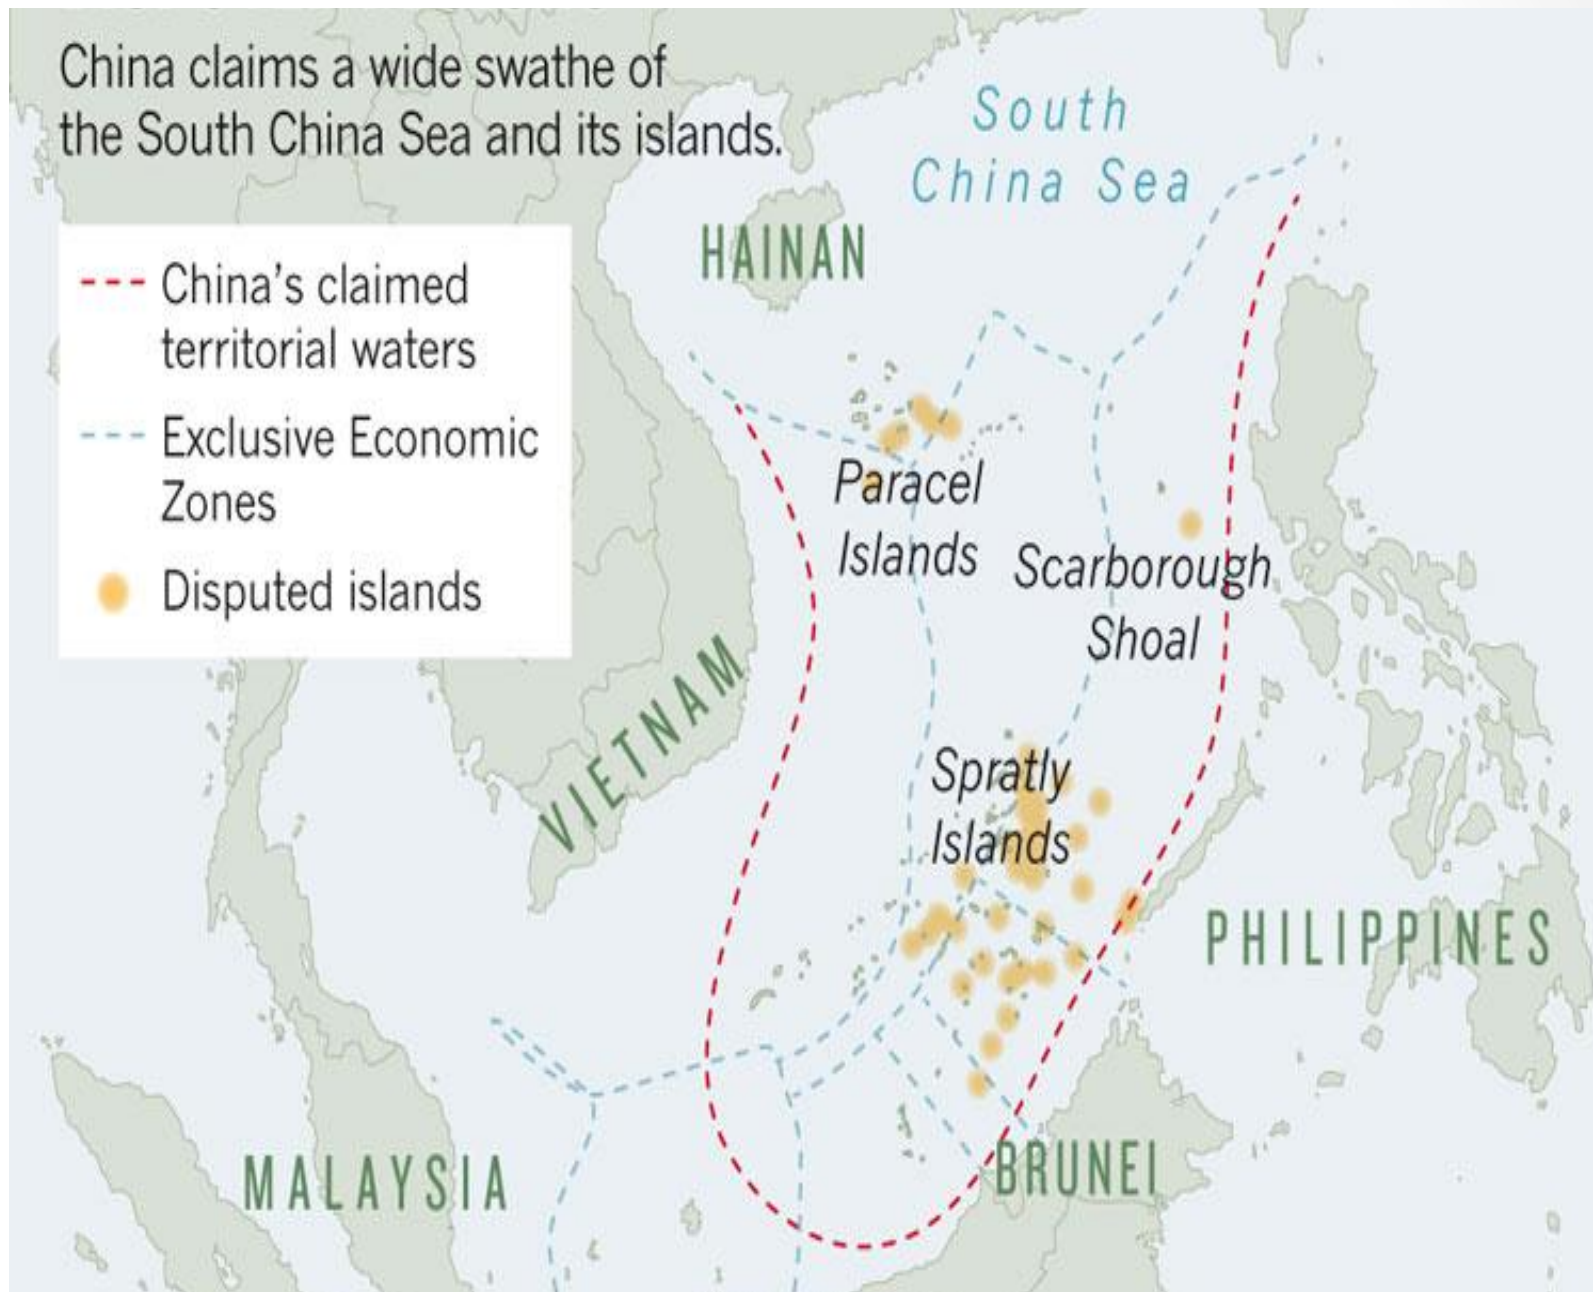 China claims a wide swathe of
the South China Sea and its islands.
South
China Sea
HAINAN
China's claimed
territorial waters
Exclusive Economic
Zones
Disputed islands
Paracel
Islands
Scarborough
Shoal
VIETNAM
Spratly
Islands
PHILIPPINES
MALAYSIA
BRUNEI